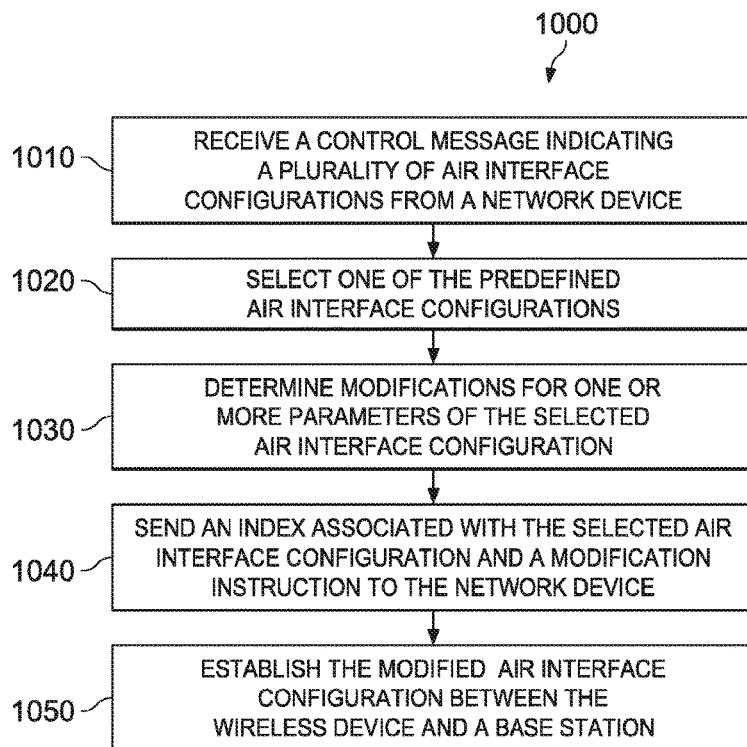 1000
1010
RECEIVE A CONTROL MESSAGE INDICATING
A PLURALITY OF AIR INTERFACE
CONFIGURATIONS FROM A NETWORK DEVICE
1020
SELECT ONE OF THE PREDEFINED
AIR INTERFACE CONFIGURATIONS
1030
DETERMINE MODIFICATIONS FOR ONE OR
MORE PARAMETERS OF THE SELECTED
AIR INTERFACE CONFIGURATION
1040
SEND AN INDEX ASSOCIATED WITH THE SELECTED AIR
INTERFACE CONFIGURATION AND A MODIFICATION
INSTRUCTION TO THE NETWORK DEVICE
1050
ESTABLISH THE MODIFIED AIR INTERFACE
CONFIGURATION BETWEEN THE
WIRELESS DEVICE AND A BASE STATION